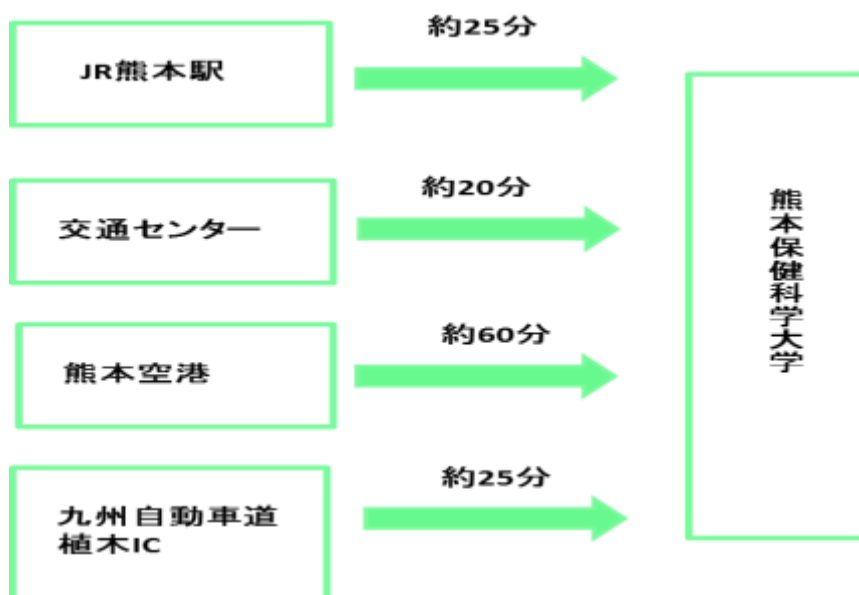 JR熊本駅
約25分
交通センター
約20分
熊本空港
約60分
九州自動車道
植木IC
約25分
熊本保健科学大学